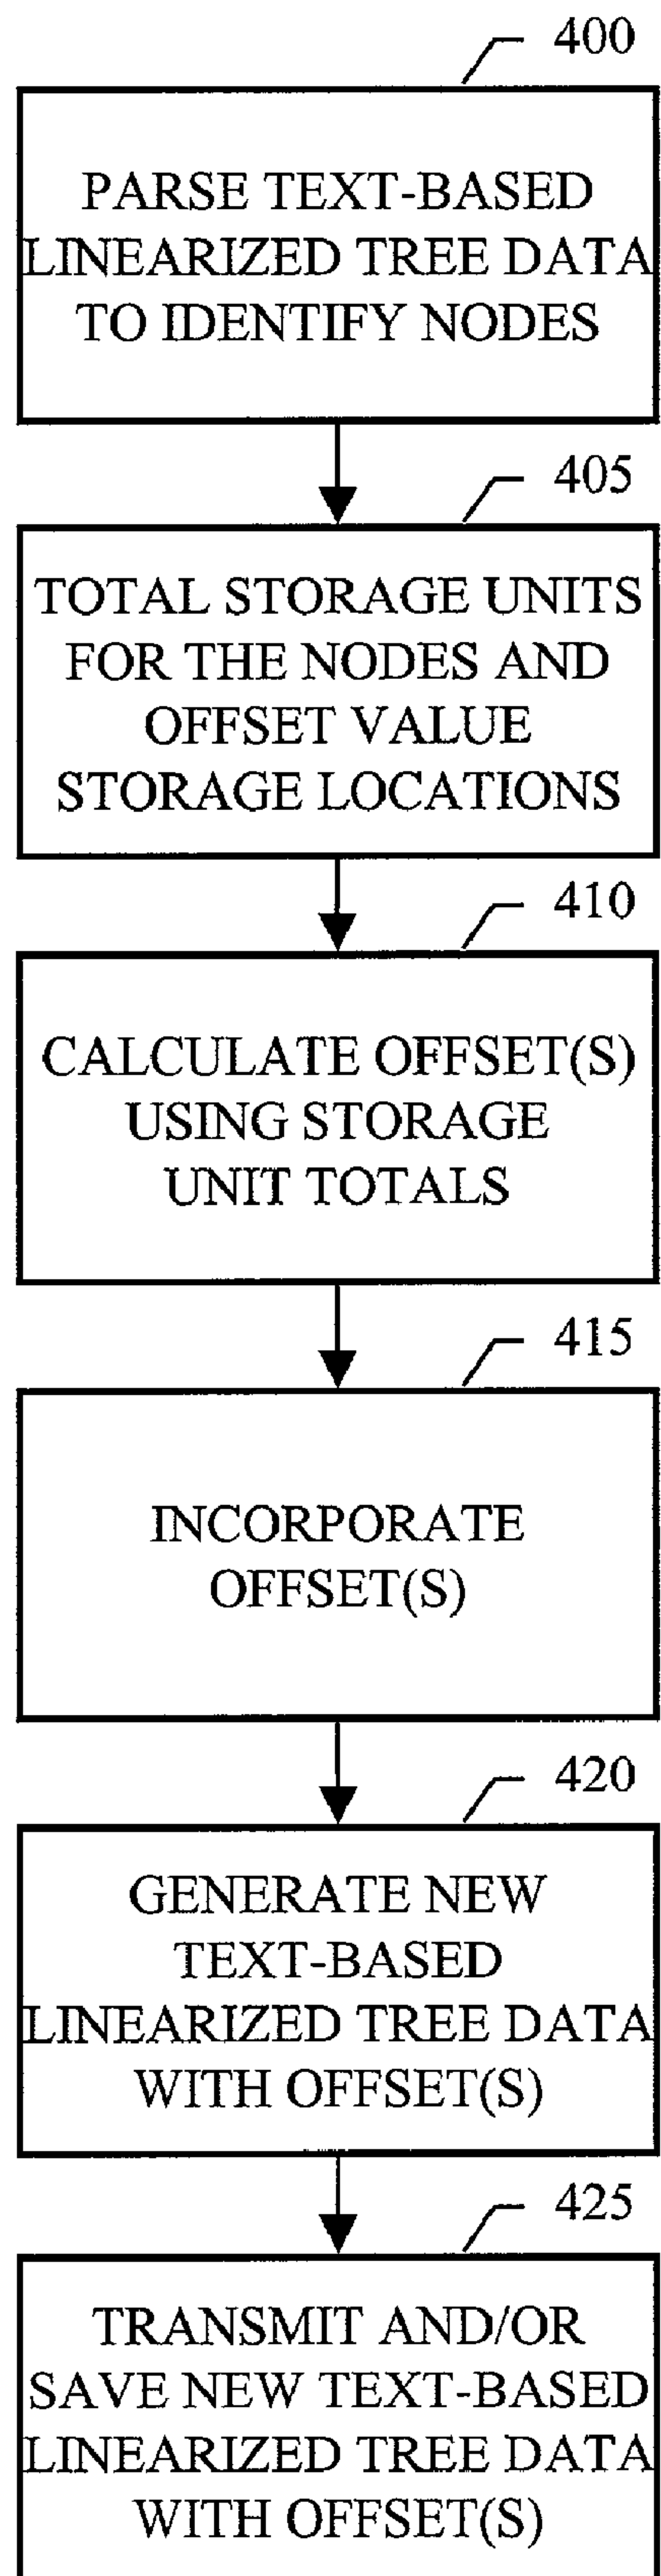 400
PARSE TEXT-BASED
LINEARIZED TREE DATA
TO IDENTIFY NODES
405
TOTAL STORAGE UNITS
FOR THE NODES AND
OFFSET VALUE
STORAGE LOCATIONS
410
CALCULATE OFFSET(S)
USING STORAGE
UNIT TOTALS
415
INCORPORATE
OFFSET(S)
420
GENERATE NEW
TEXT-BASED
LINEARIZED TREE DATA
WITH OFFSET(S)
425
TRANSMIT AND/OR
SAVE NEW TEXT-BASED
LINEARIZED TREE DATA
WITH OFFSET(S)